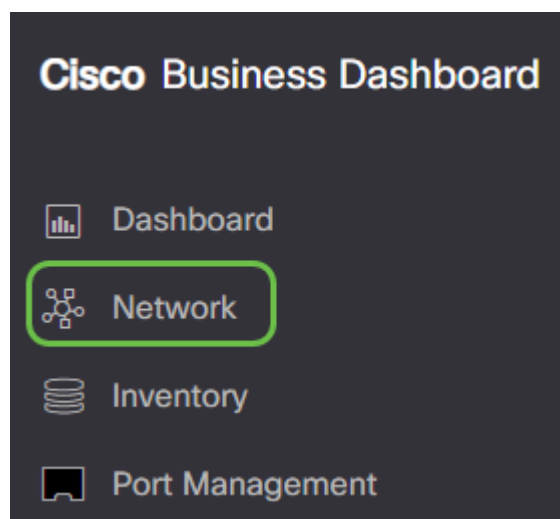 Cisco Business Dashboard
Dashboard
Network
Inventory
Port Management